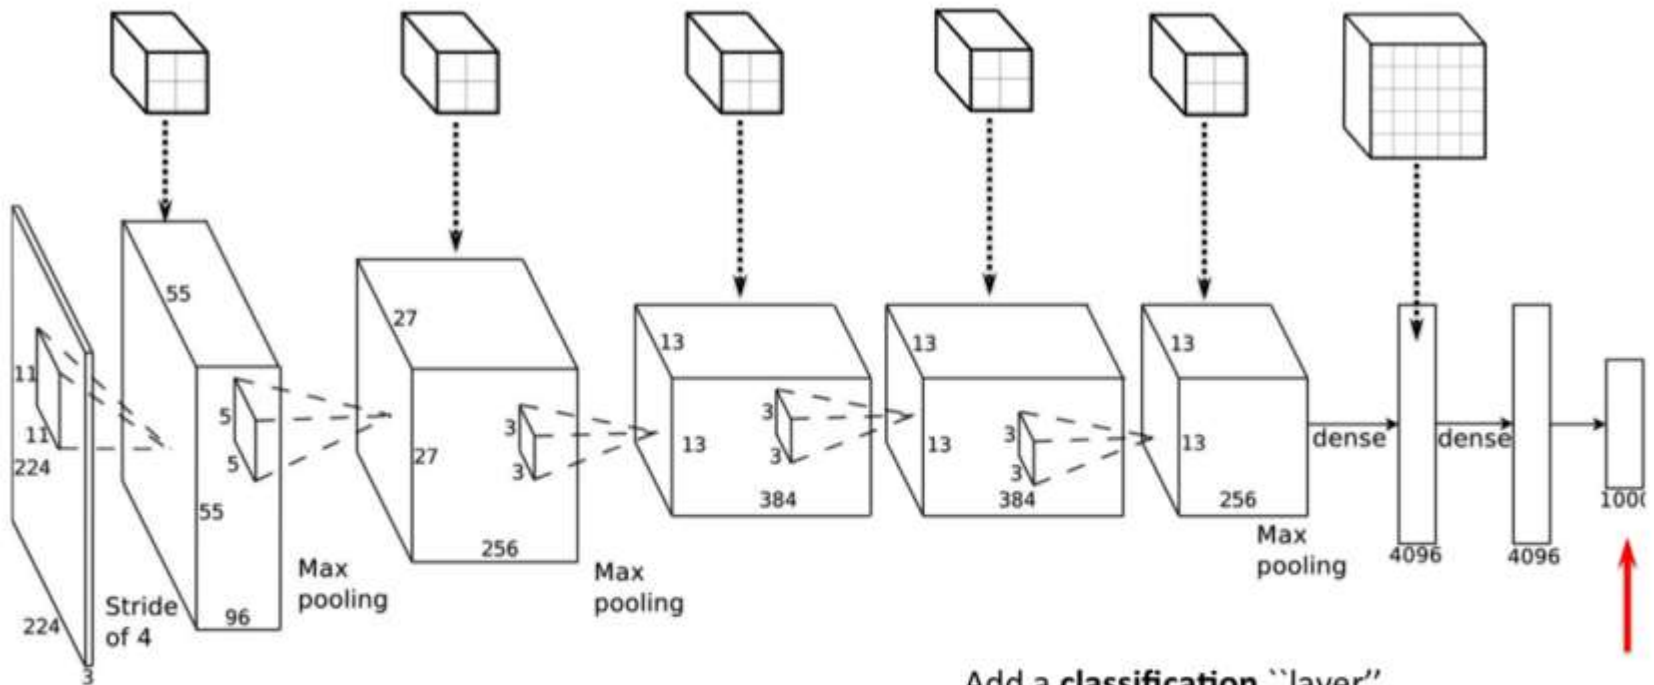 11
11
224
224
3
Stride
of 4
55
55
96
5
5
Max
pooling
27
27
256
3
3
Max
pooling
13
13
384
3
3
13
13
384
3
3
13
13
256
Max
pooling
dense
4096
dense
4096
1000
Add a classification ``layer''